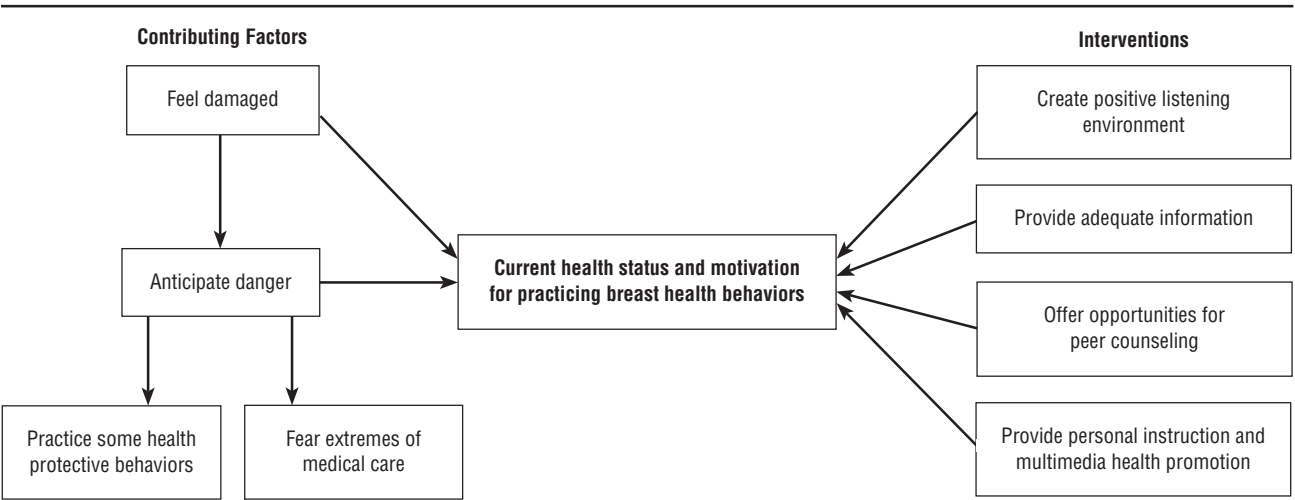 Contributing Factors
Interventions
Feel damaged
Create positive listening
environment
Provide adequate information
Anticipate danger
Current health status and motivation
for practicing breast health behaviors
Offer opportunities for
peer counseling
Practice some health
protective behaviors
Fear extremes of
medical care
Provide personal instruction and
multimedia health promotion